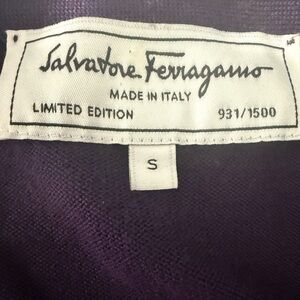 Salvatore Ferragamo
MADE IN ITALY
LIMITED EDITION 931/1500
S